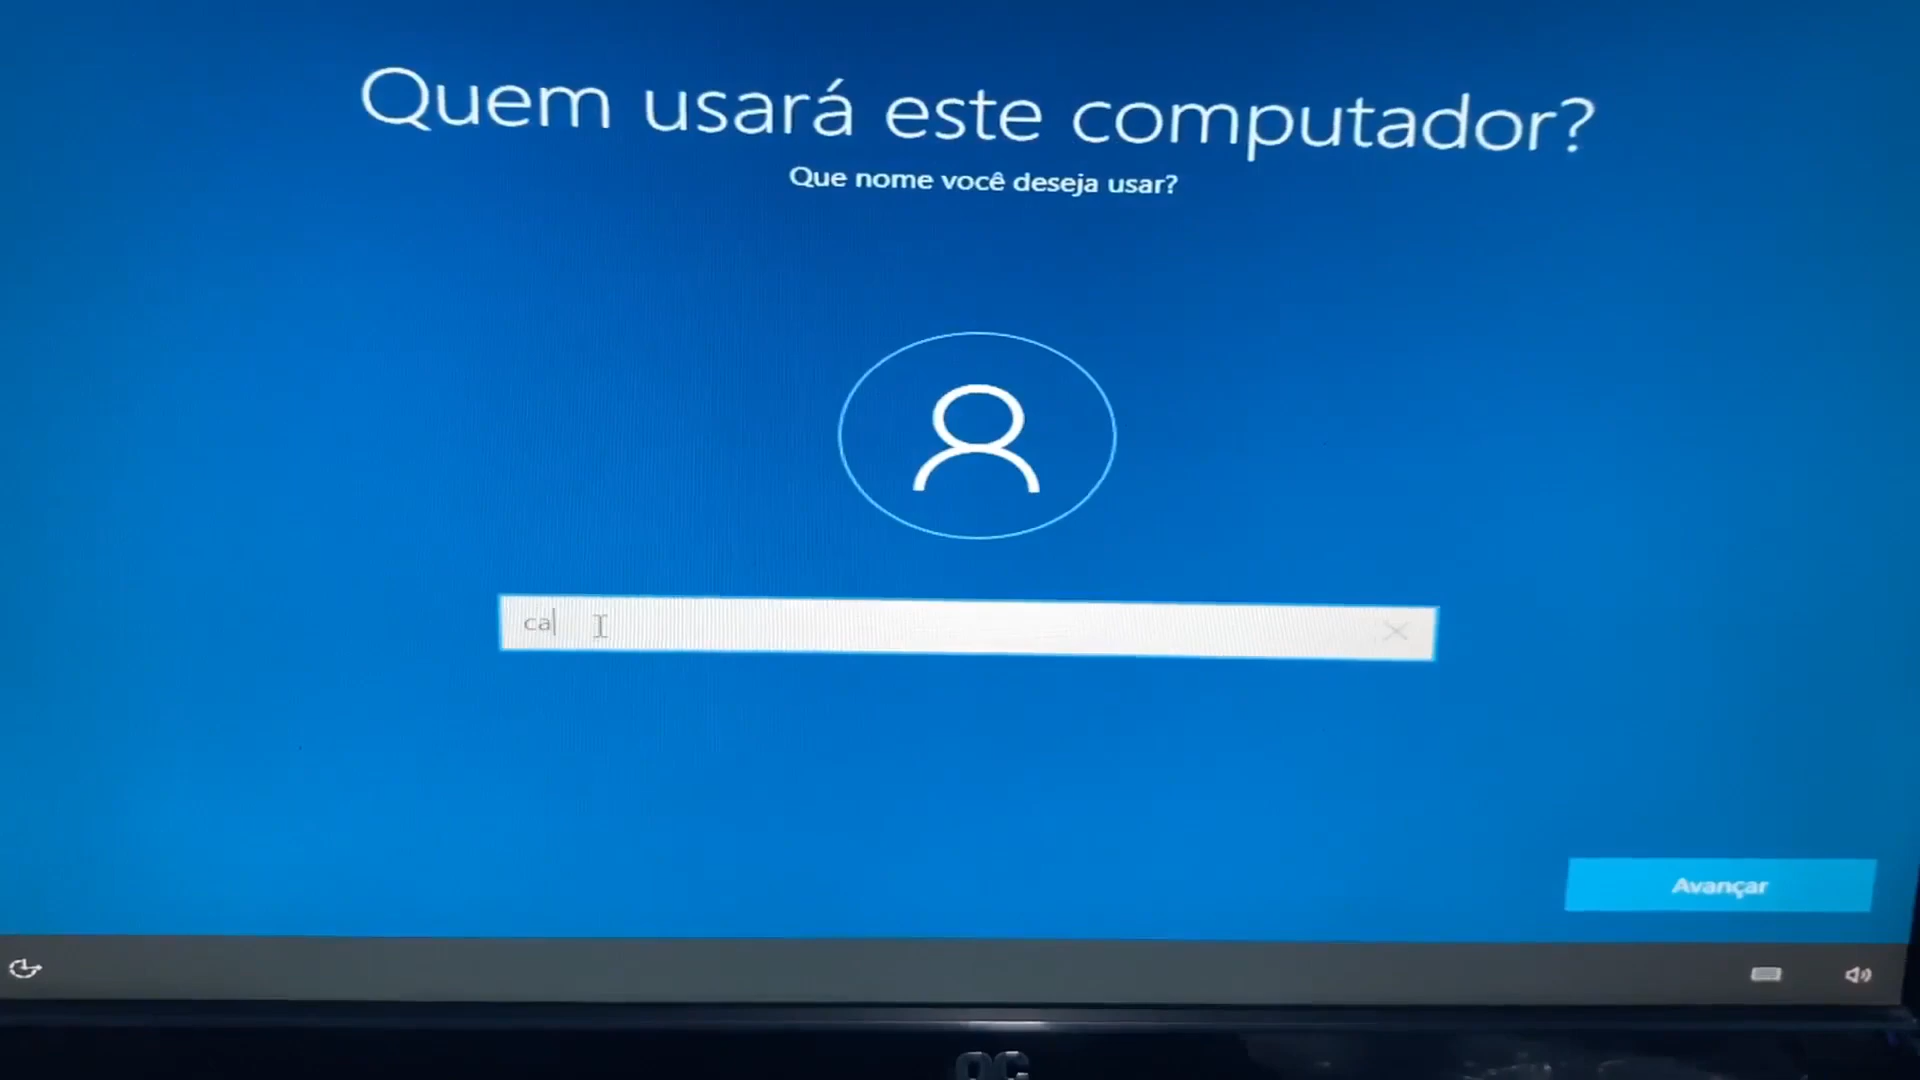 Quem usará este computador?
Que nome você deseja usar?
ca
Avançar